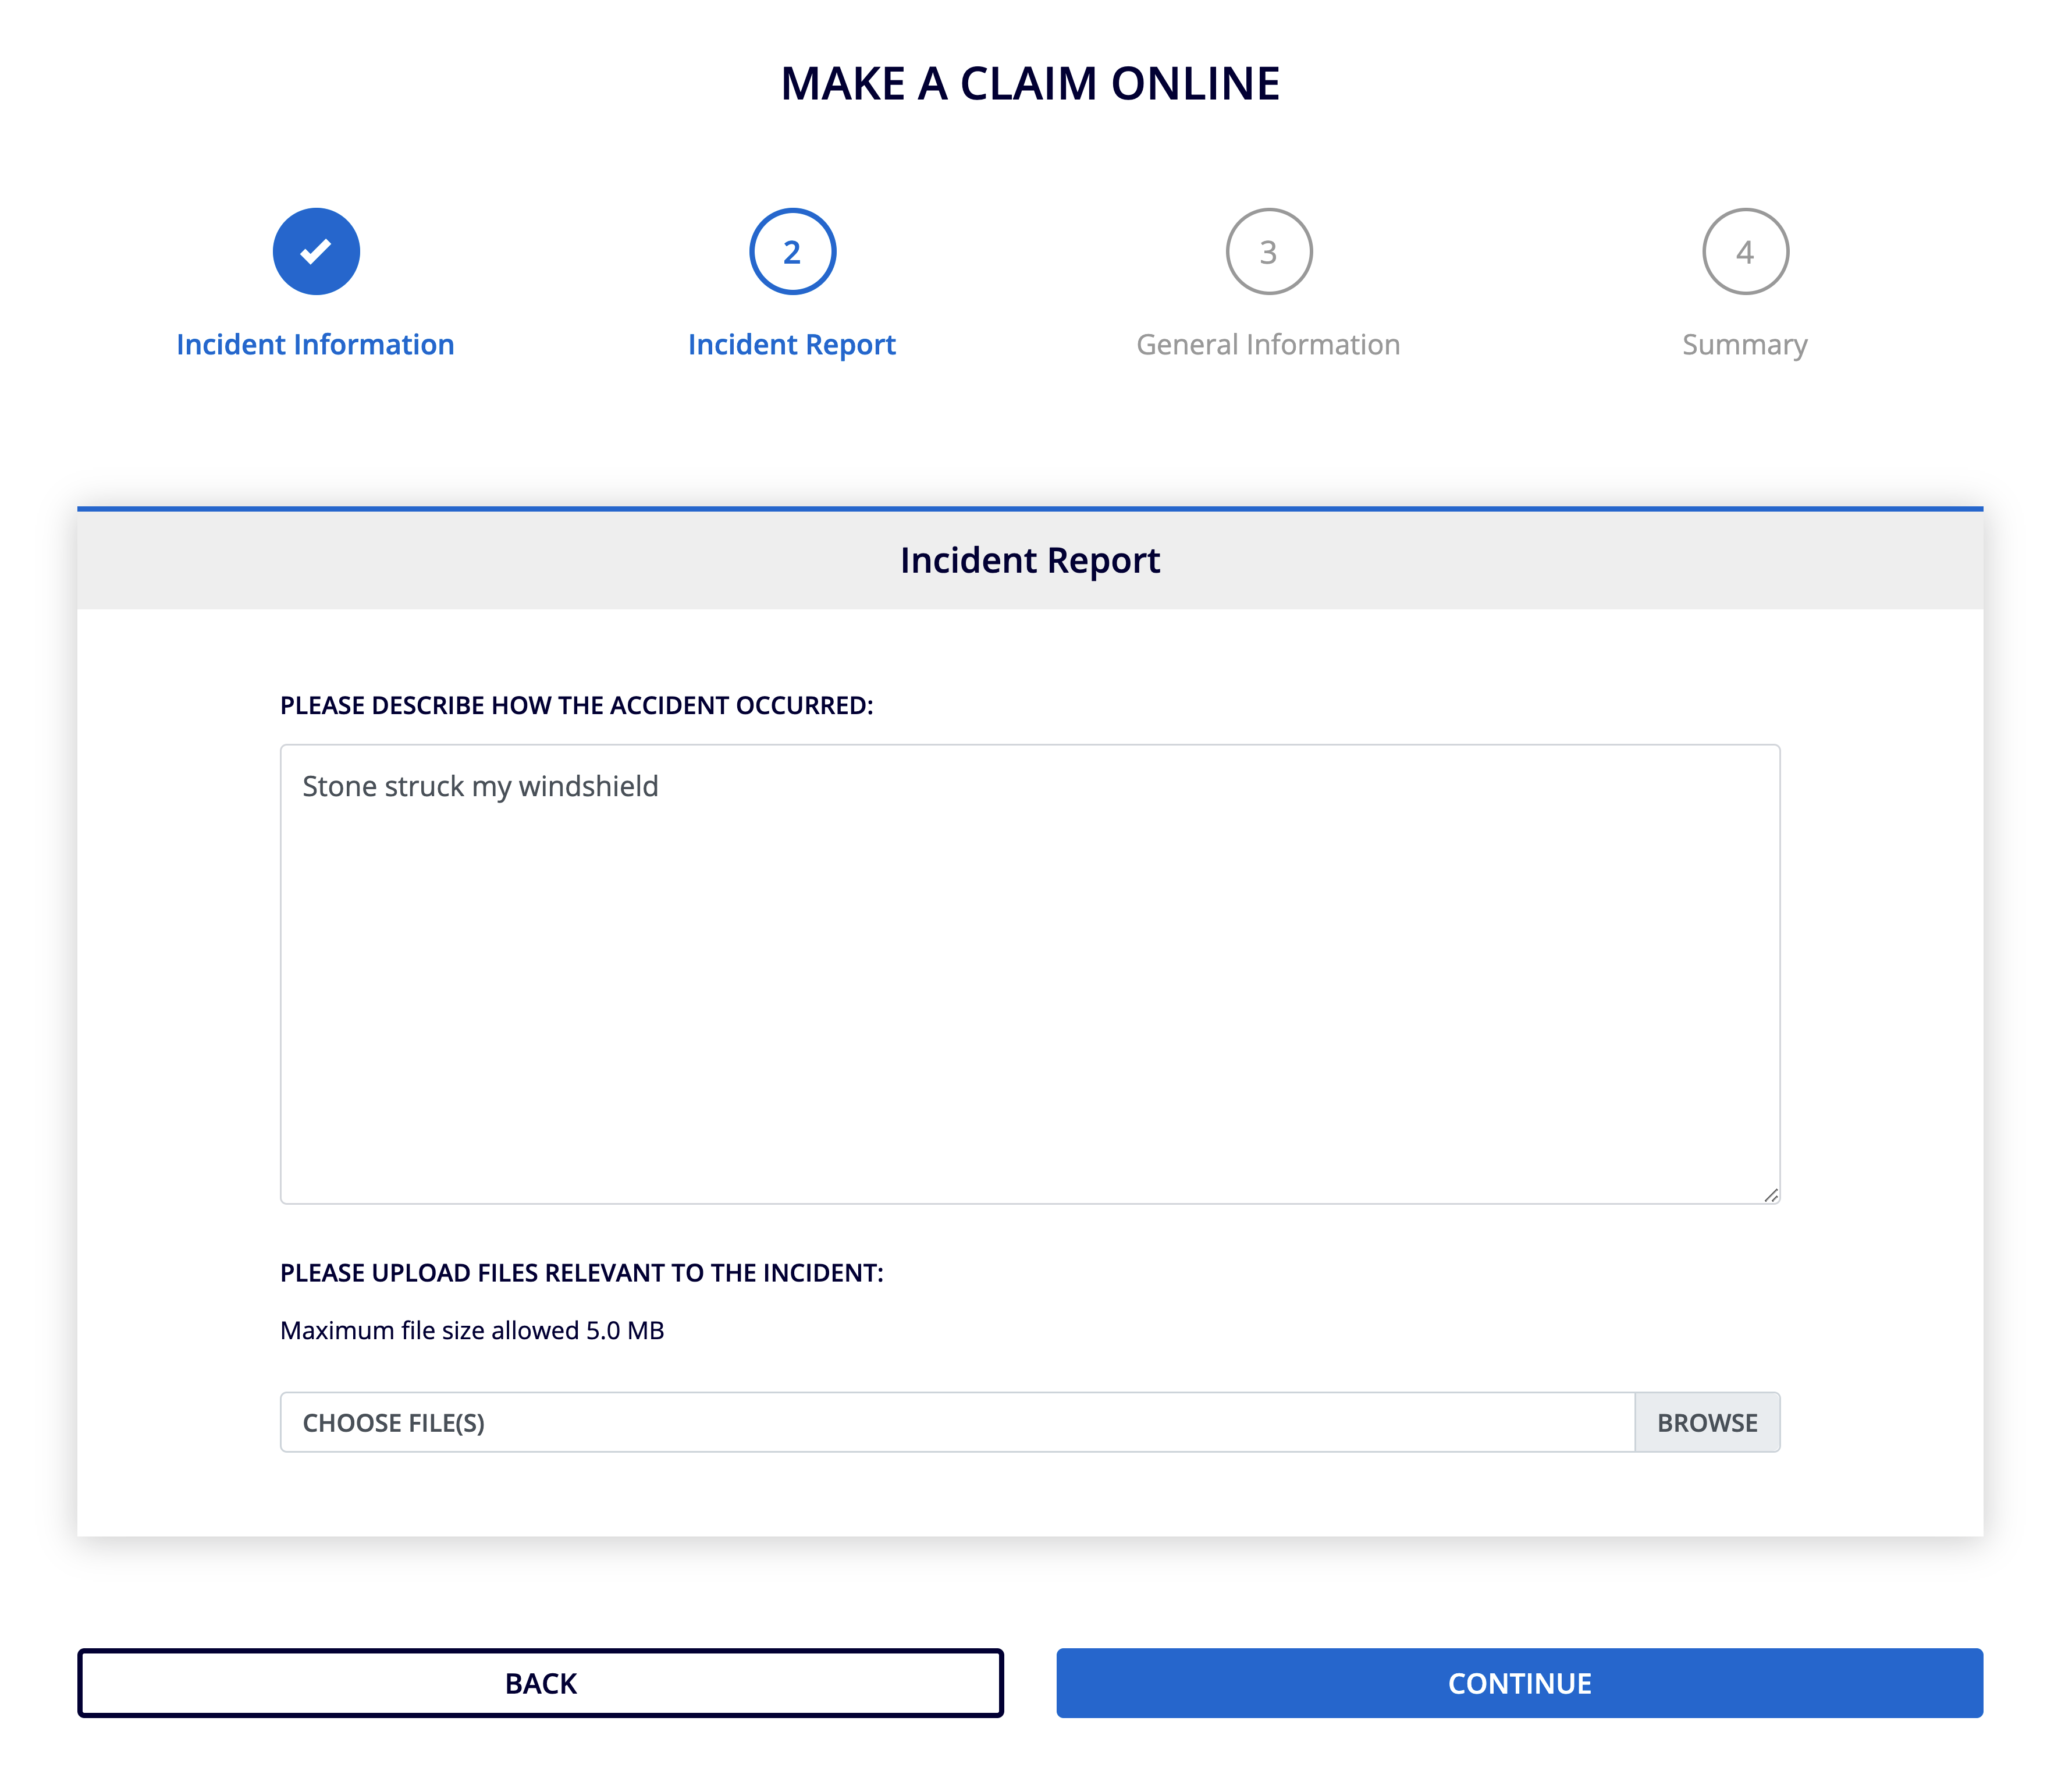 MAKE A CLAIM ONLINE
2
3
4
Incident Information
Incident Report
General Information
Summary
Incident Report
PLEASE DESCRIBE HOW THE ACCIDENT OCCURRED:
Stone struck my windshield
PLEASE UPLOAD FILES RELEVANT TO THE INCIDENT:
Maximum file size allowed 5.0 MB
CHOOSE FILE(S)
BROWSE
BACK
CONTINUE